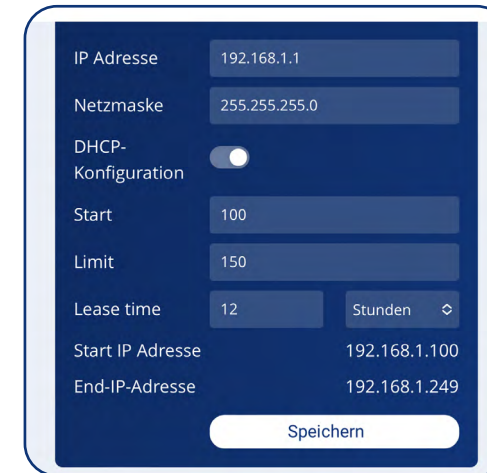 IP Adresse 192.168.1.1
Netzmaske 255.255.255.0
DHCP-
Konfiguration
Start 100
Limit 150
Lease time 12 Stunden
Start IP Adresse 192.168.1.100
End-IP-Adresse 192.168.1.249
Speichern